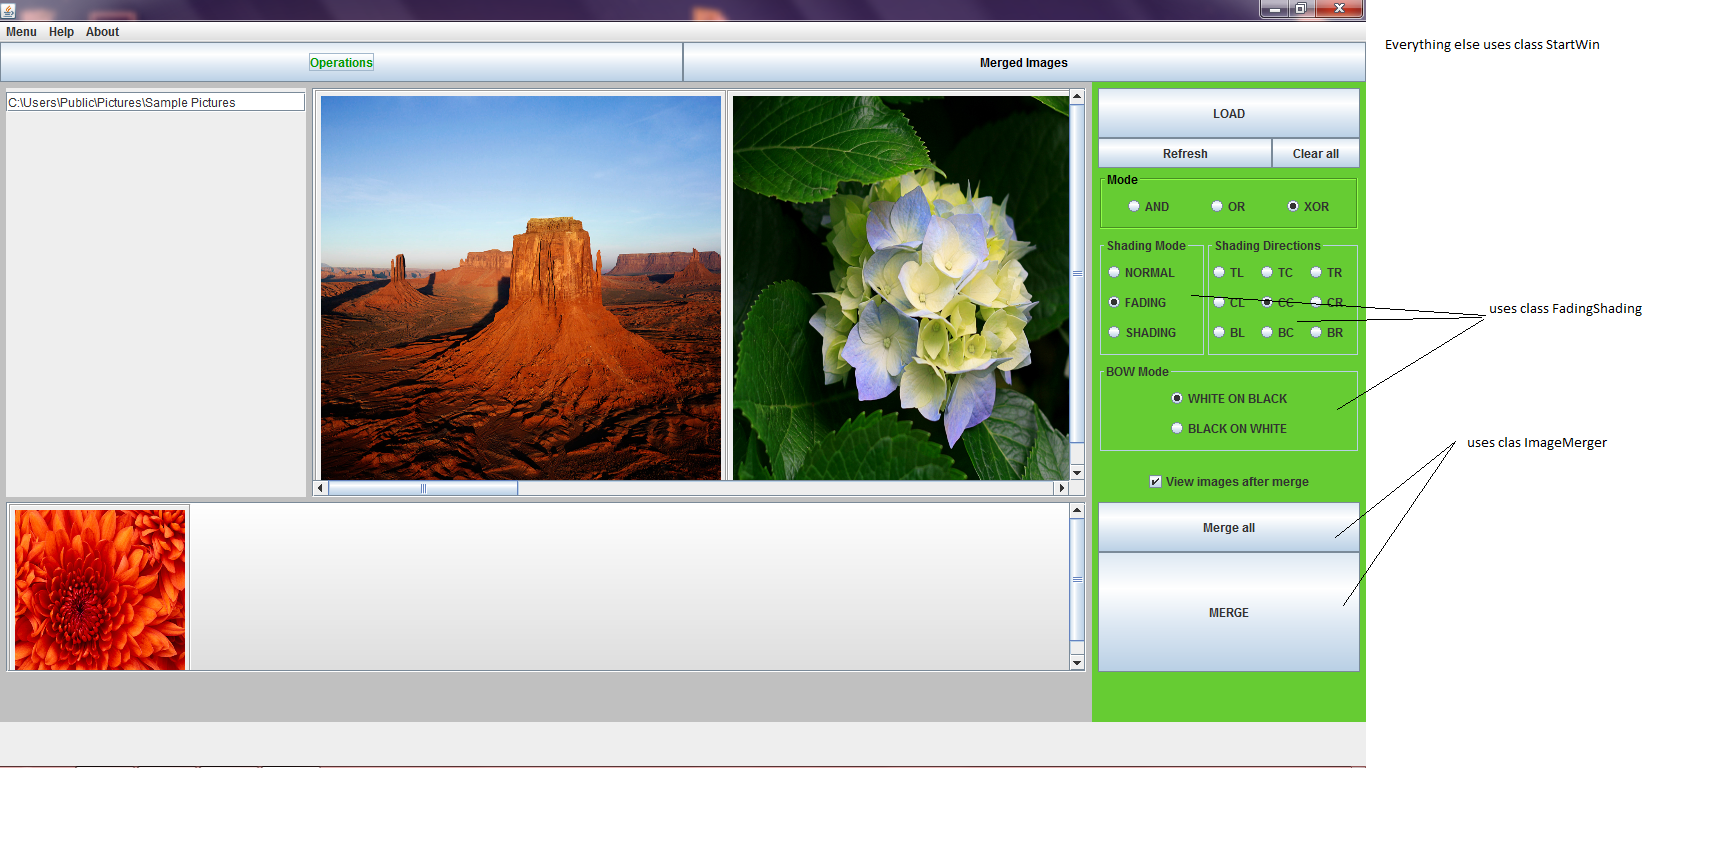 Menu Help About
Everything else uses class StartWin
Operations Merged Images
C:\Users\Public\Pictures\Sample Pictures
LOAD
Refresh Clear all
Mode
AND OR XOR
Shading Mode Shading Directions
NORMAL TL TC TR
FADING CL CC CR
uses class FadingShading
SHADING BL BC BR
BOW Mode
WHITE ON BLACK
BLACK ON WHITE
uses clas ImageMerger
View images after merge
Merge all
MERGE